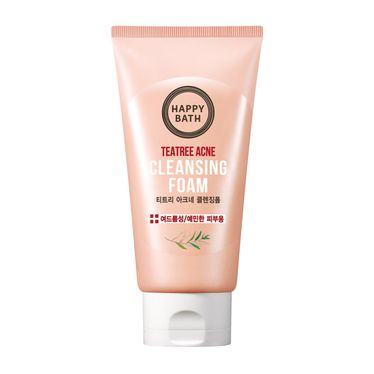 HAPPY
BATH
TEATREE ACNE
CLEANSING
FOAM
티트리 아크네 클렌징폼
여드름성/예민한 피부용